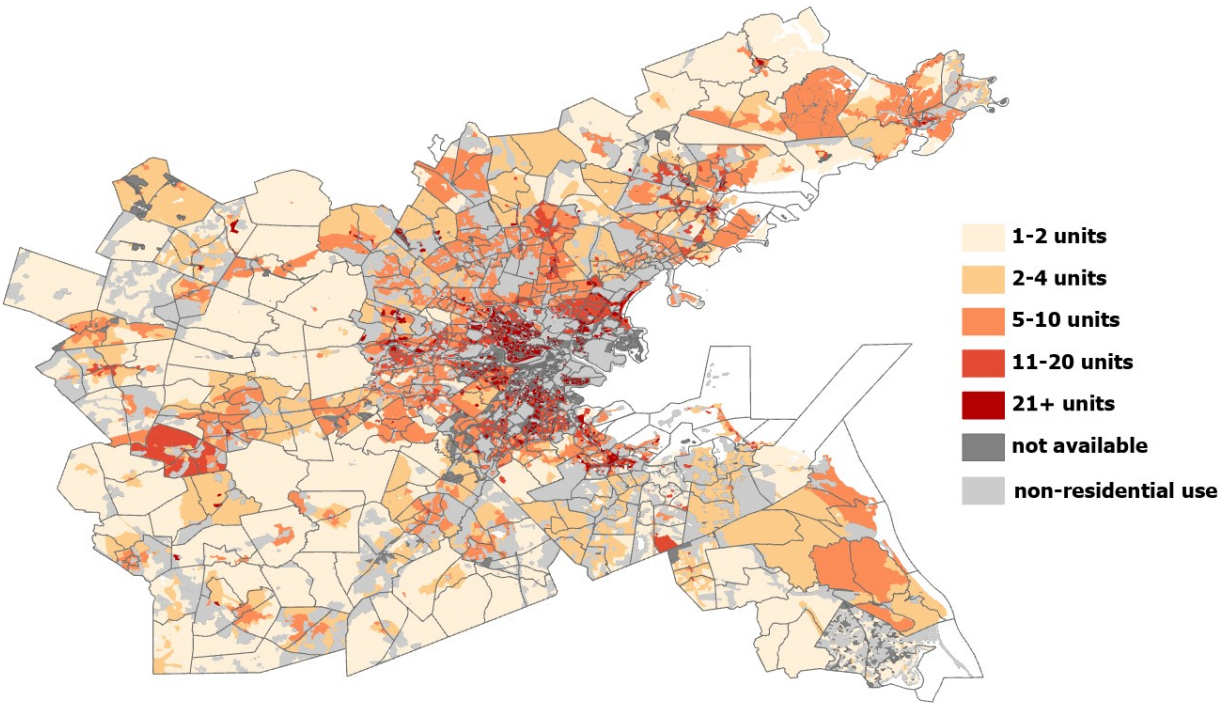 1-2 units
2-4 units
5-10 units
11-20 units
21+ units
not available
non-residential use